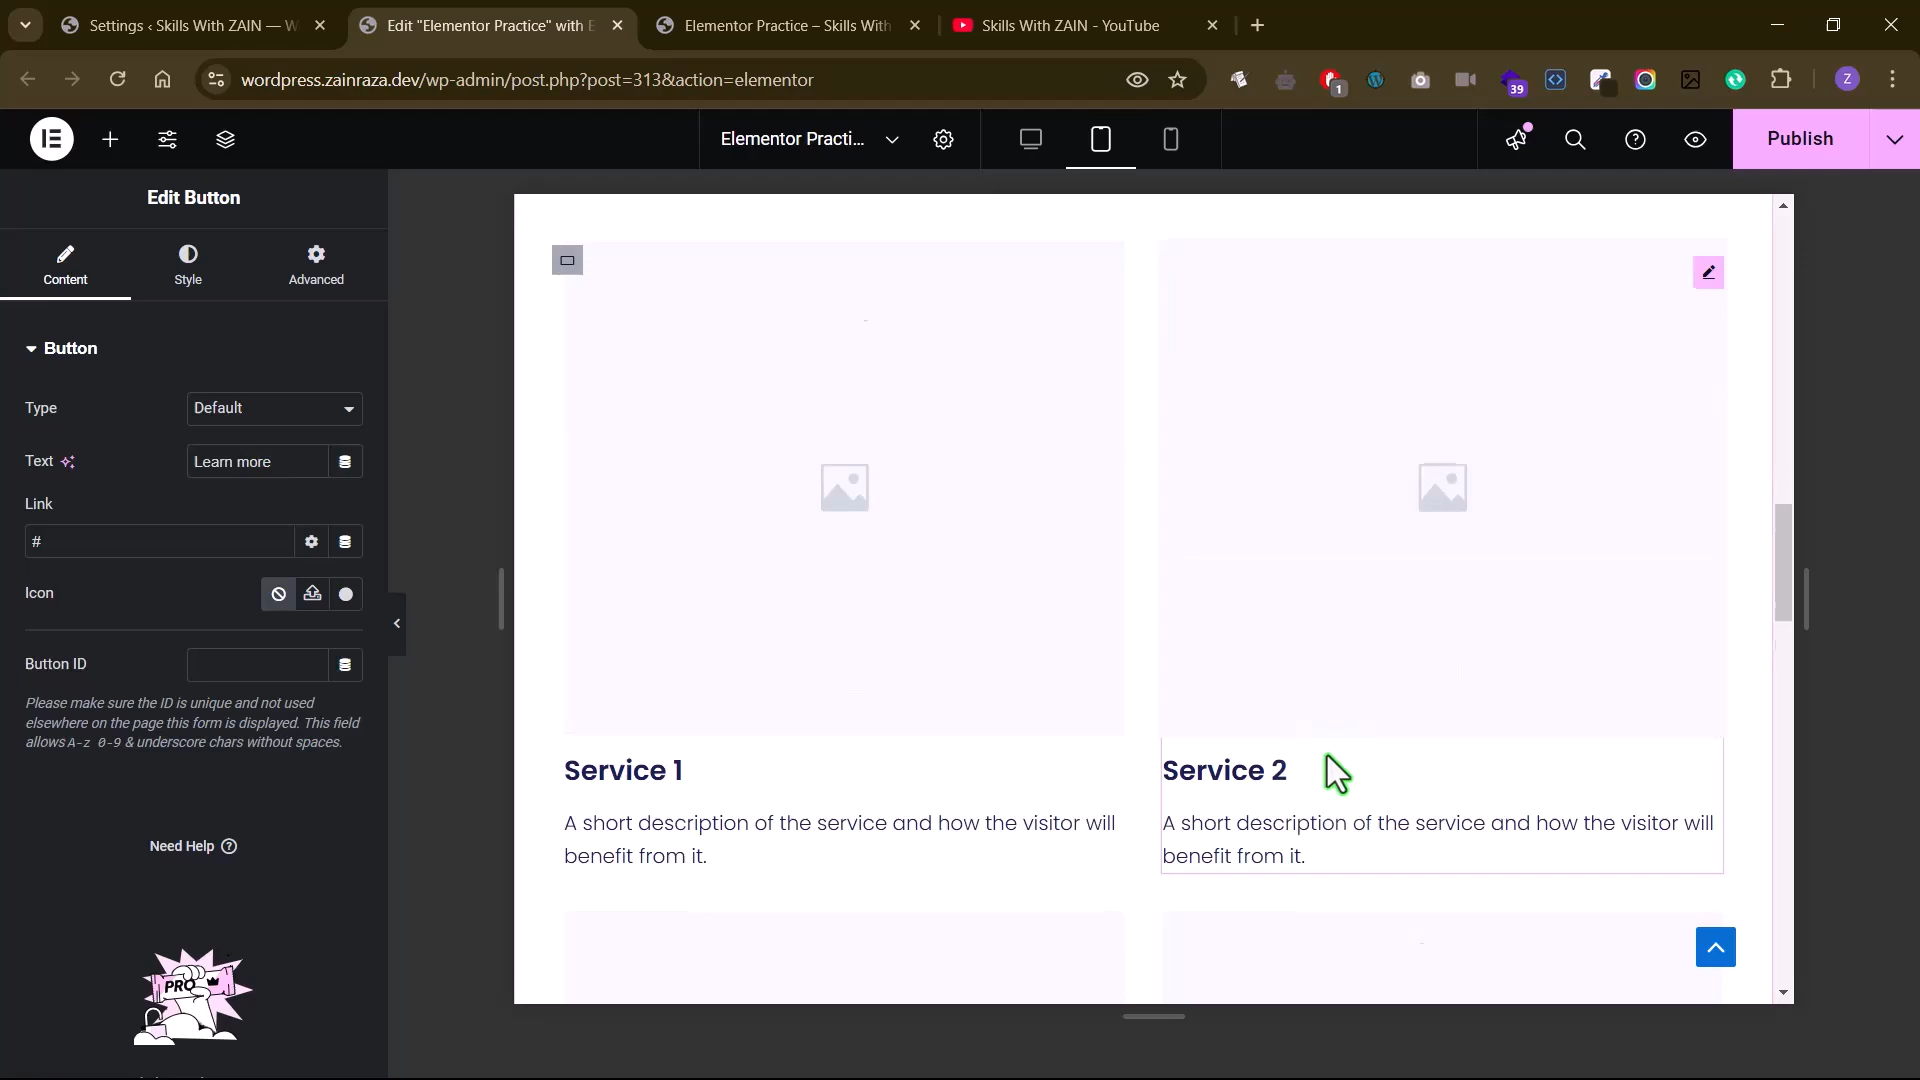 Settings ‹ Skills With ZAIN — W
Edit "Elementor Practice" with E
Elementor Practice – Skills With
Skills With ZAIN - YouTube
wordpress.zainraza.dev/wp-admin/post.php?post=313&action=elementor
1
39
Z
Elementor Practi...
Publish
Edit Button
Content
Style
Advanced
Button
Type
Default
Text
Learn more
Link
#
Icon
Button ID
Please make sure the ID is unique and not used
elsewhere on the page this form is displayed. This field
allows A-z 0-9 & underscore chars without spaces.
Need Help
PRO
Service 1
A short description of the service and how the visitor will
benefit from it.
Service 2
A short description of the service and how the visitor will
benefit from it.